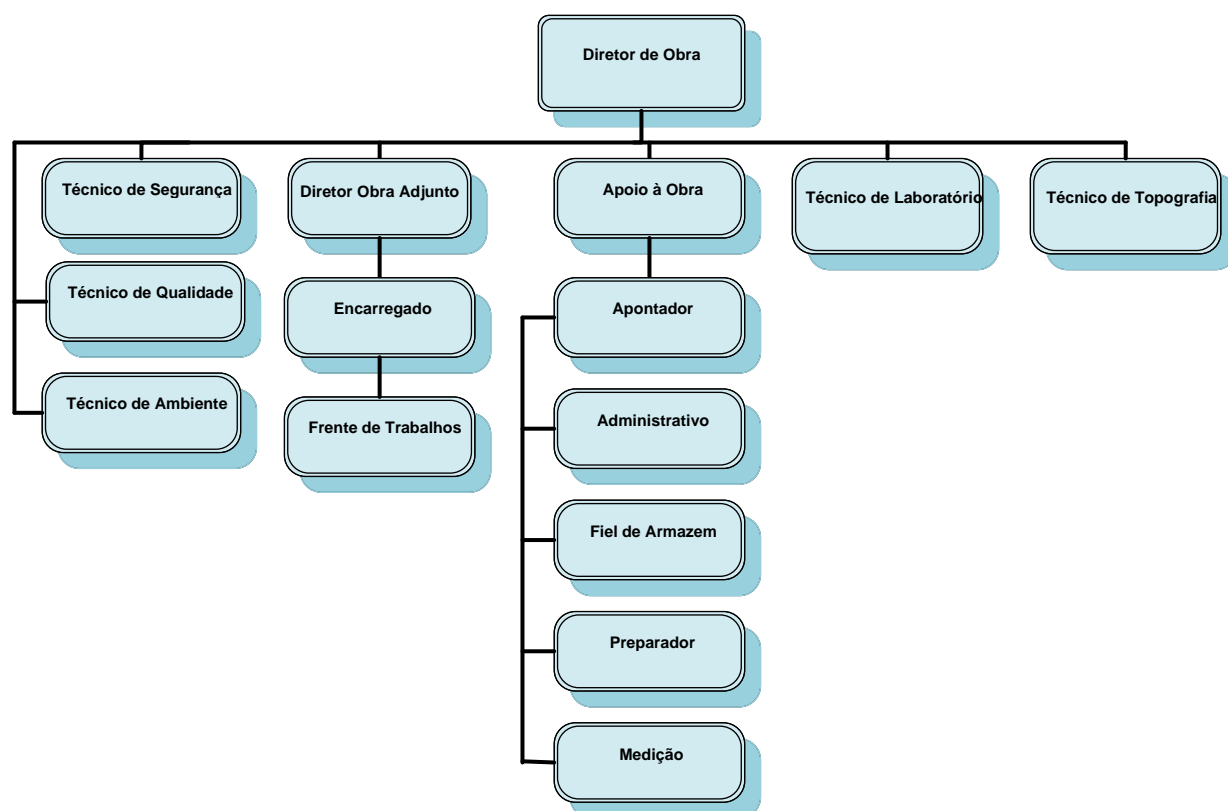 Diretor de Obra
Técnico de Segurança
Diretor Obra Adjunto
Apoio à Obra
Técnico de Laboratório
Técnico de Topografia
Técnico de Qualidade
Encarregado
Apontador
Técnico de Ambiente
Frente de Trabalhos
Administrativo
Fiel de Armazem
Preparador
Medição